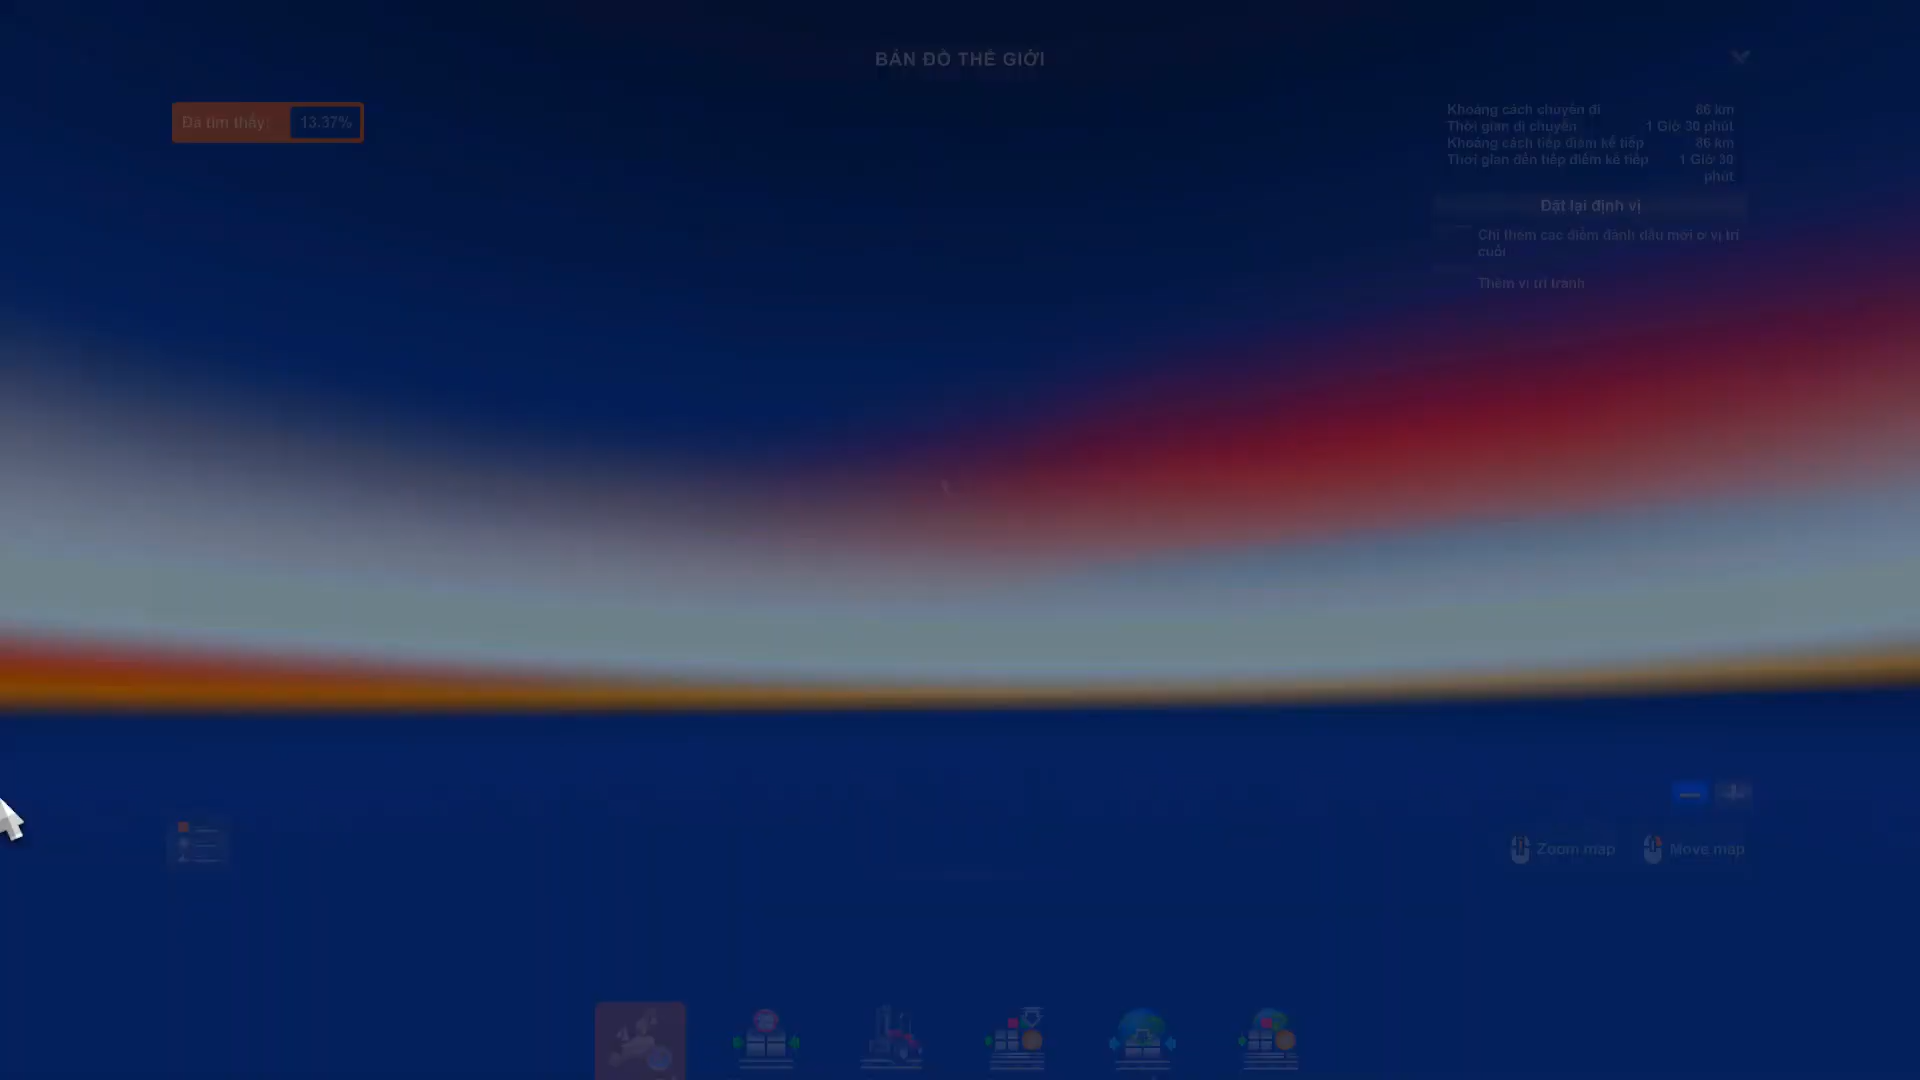 BẢN ĐỒ THẾ GIỚI
Đã tìm thấy: 13.37%
Khoảng cách chuyến đi 86 km
Thời gian di chuyển 1 Giờ 30 phút
Khoảng cách tiếp điểm kế tiếp 86 km
Thời gian đến tiếp điểm kế tiếp 1 Giờ 30
phút
Đặt lại định vị
Chỉ thêm các điểm đánh dấu mới ở vị trí
cuối
Thêm vị trí tránh
Zoom map Move map